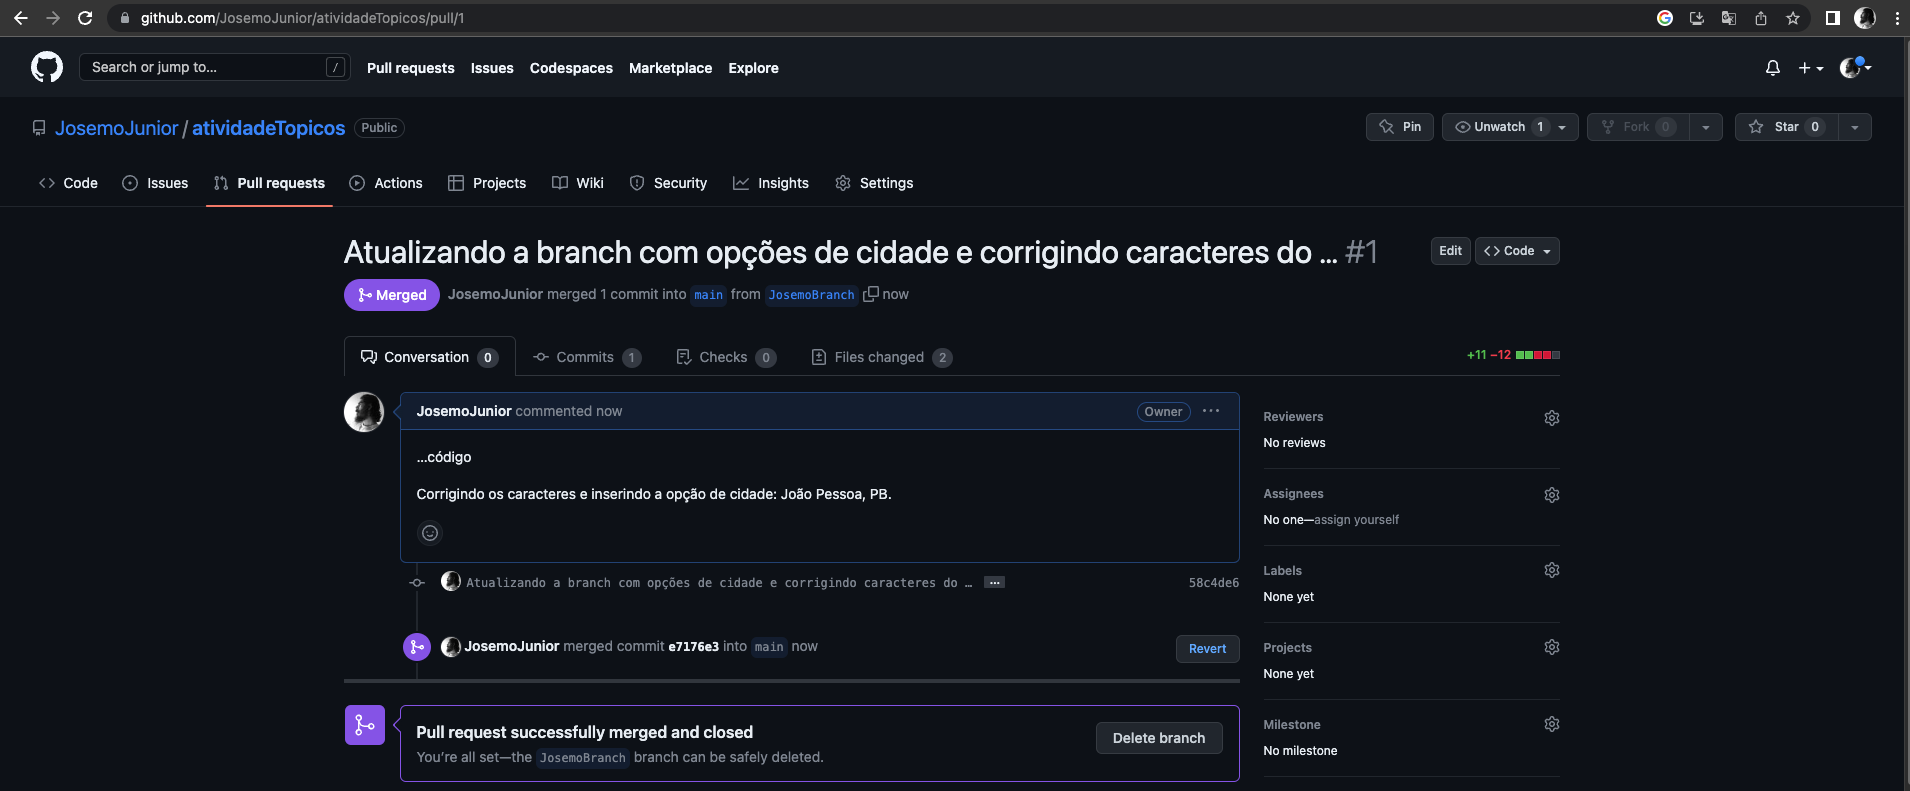 github.com/JosemoJunior/atividadeTopicos/pull/1
Search or jump to... /
Pull requests Issues Codespaces Marketplace Explore
JosemoJunior / atividadeTopicos Public
Pin Unwatch 1 Fork 0 Star 0
Code Issues Pull requests Actions Projects Wiki Security Insights Settings
Atualizando a branch com opções de cidade e corrigindo caracteres do … #1
Edit <> Code
Merged JosemoJunior merged 1 commit into main from JosemoBranch now
Conversation 0 Commits 1 Checks 0 Files changed 2
+11 −12
JosemoJunior commented now Owner ...
…código
Corrigindo os caracteres e inserindo a opção de cidade: João Pessoa, PB.
Atualizando a branch com opções de cidade e corrigindo caracteres do … ... 58c4de6
JosemoJunior merged commit e7176e3 into main now
Revert
Pull request successfully merged and closed
You're all set—the JosemoBranch branch can be safely deleted.
Delete branch
Reviewers
No reviews
Assignees
No one—assign yourself
Labels
None yet
Projects
None yet
Milestone
No milestone